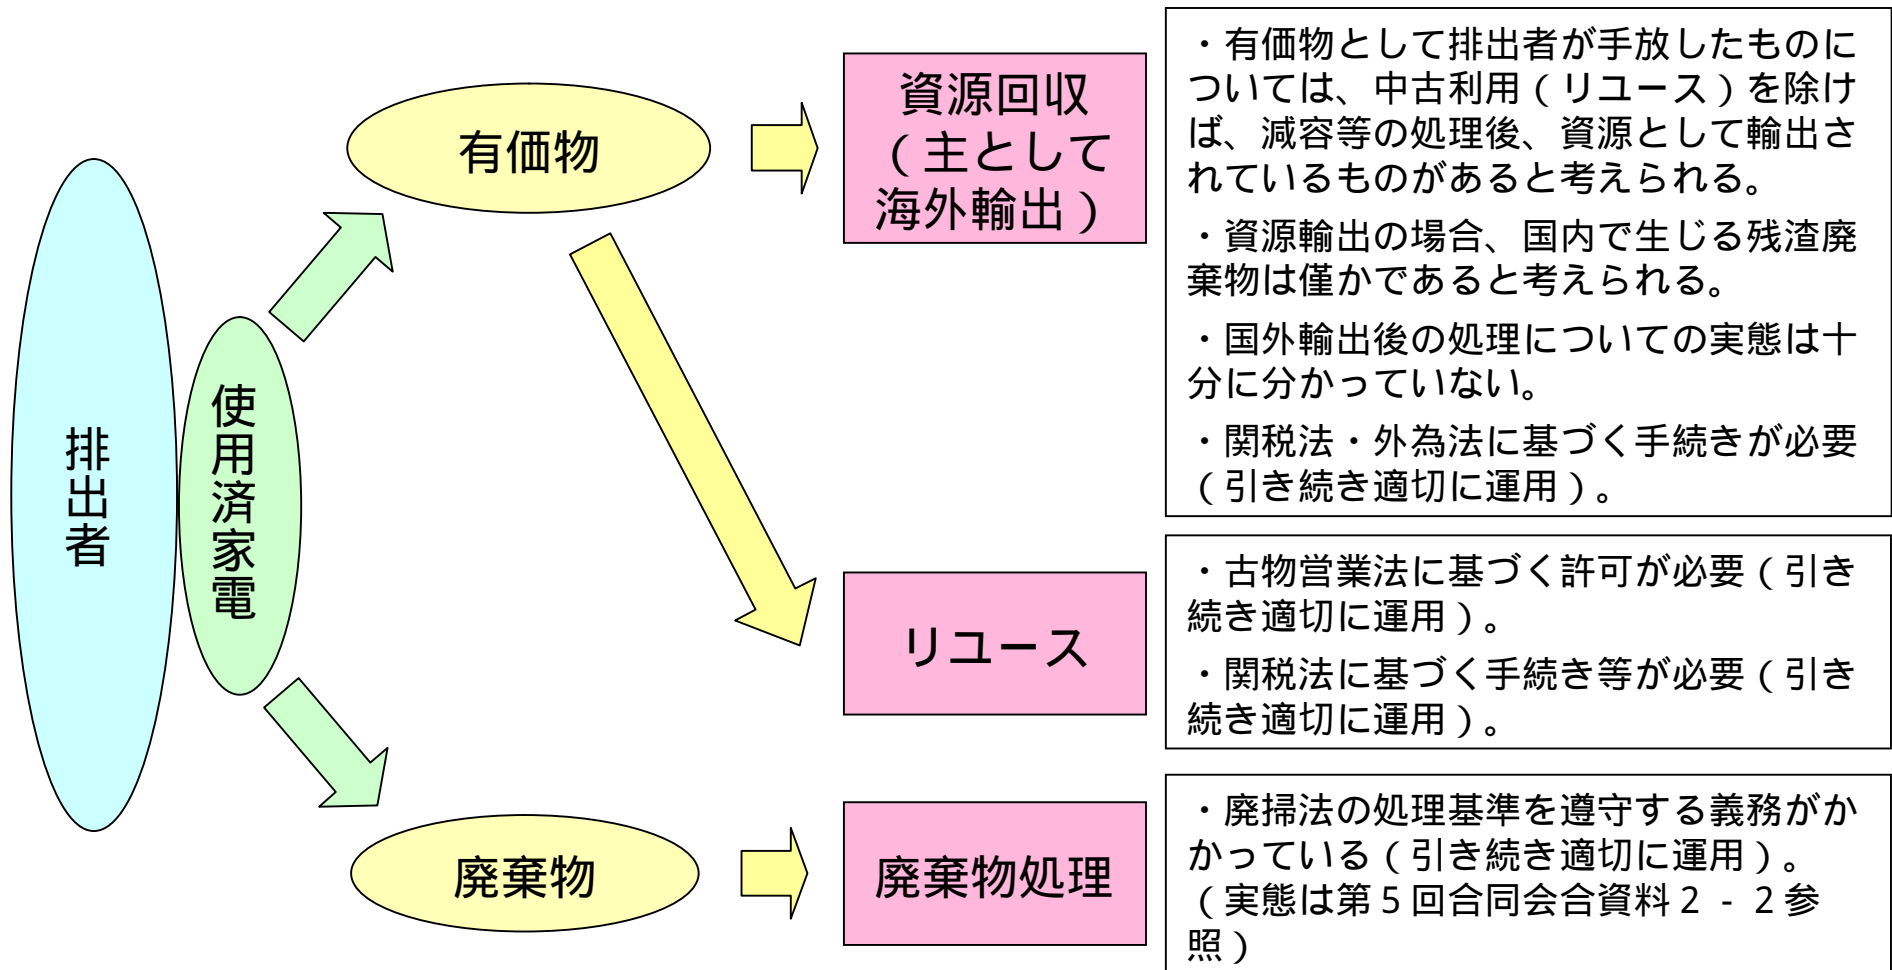 排出者
使用済家電
有価物
廃棄物
資源回収
（主として
海外輸出）
リユース
廃棄物処理
・有価物として排出者が手放したものに
ついては、中古利用（リユース）を除け
ば、減容等の処理後、資源として輸出さ
れているものがあると考えられる。
・資源輸出の場合、国内で生じる残渣廃
棄物は僅かであると考えられる。
・国外輸出後の処理についての実態は十
分に分かっていない。
・関税法・外為法に基づく手続きが必要
（引き続き適切に運用）。
・古物営業法に基づく許可が必要（引き
続き適切に運用）。
・関税法に基づく手続き等が必要（引き
続き適切に運用）。
・廃掃法の処理基準を遵守する義務がか
かっている（引き続き適切に運用）。
（実態は第５回合同会合資料２‐２参
照）